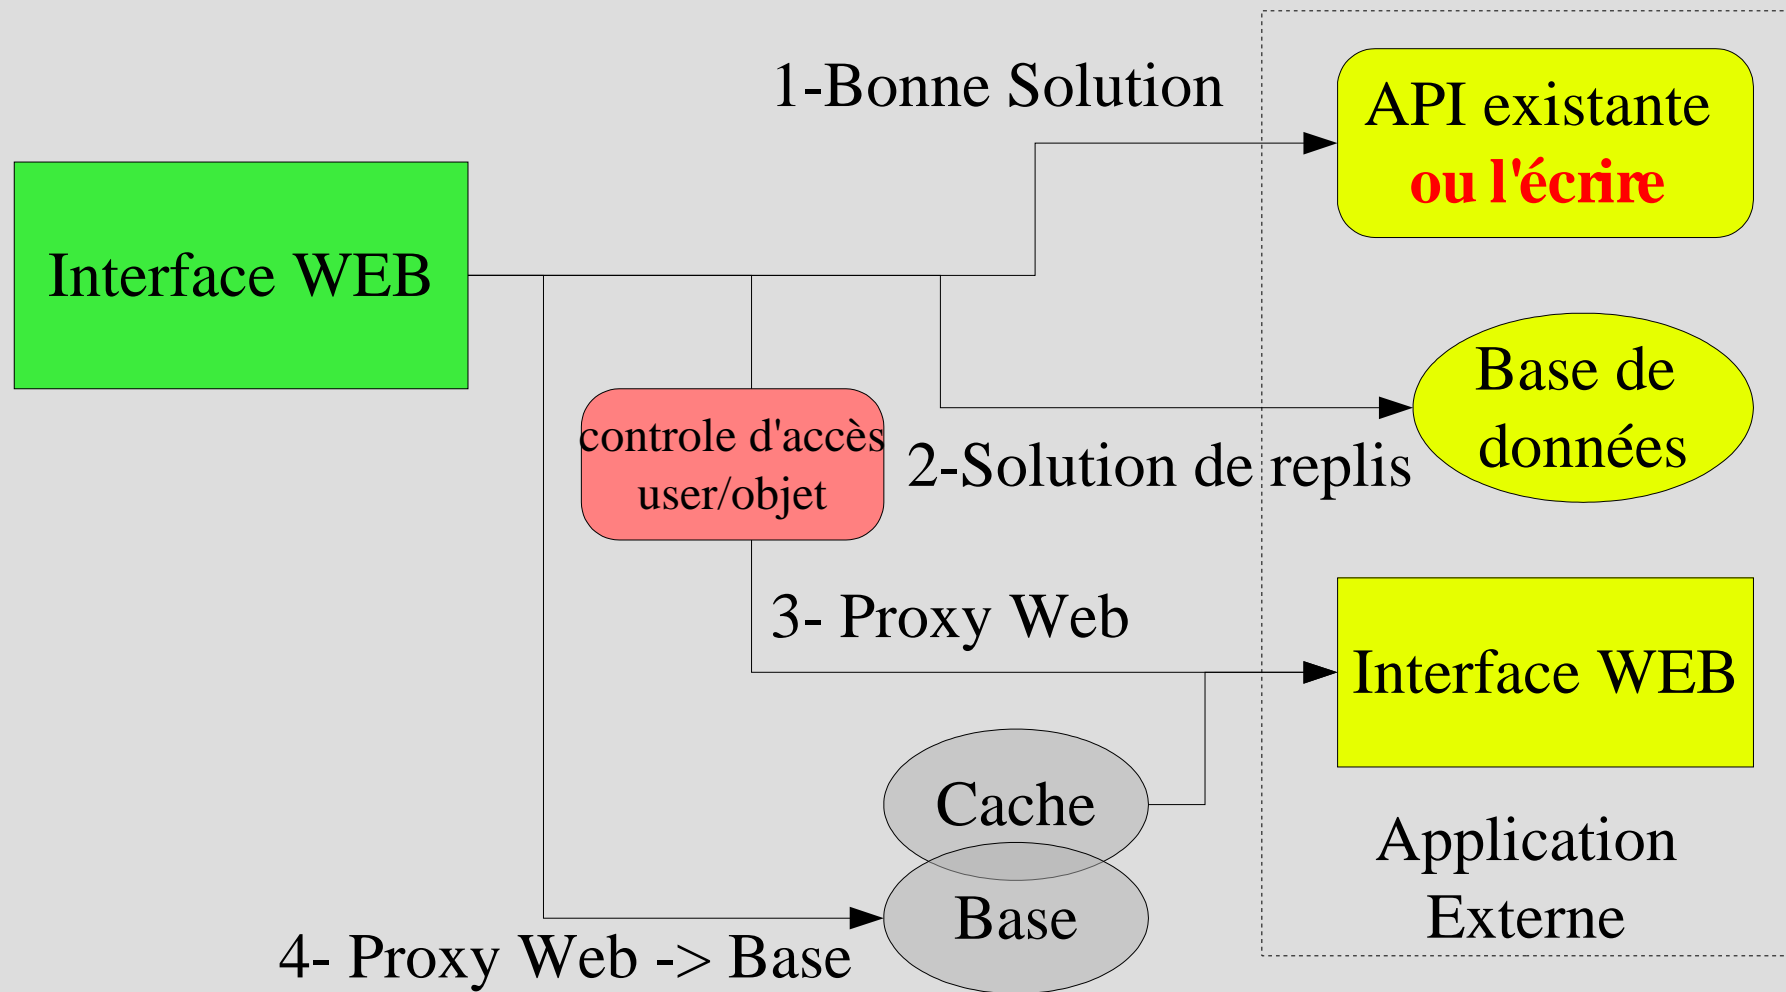 1-Bonne Solution
API existante
ou l'écrire
Interface WEB
Base de
données
controle d'accès
user/objet
2-Solution de replis
3- Proxy Web
Interface WEB
Cache
Base
Application
Externe
4- Proxy Web -> Base